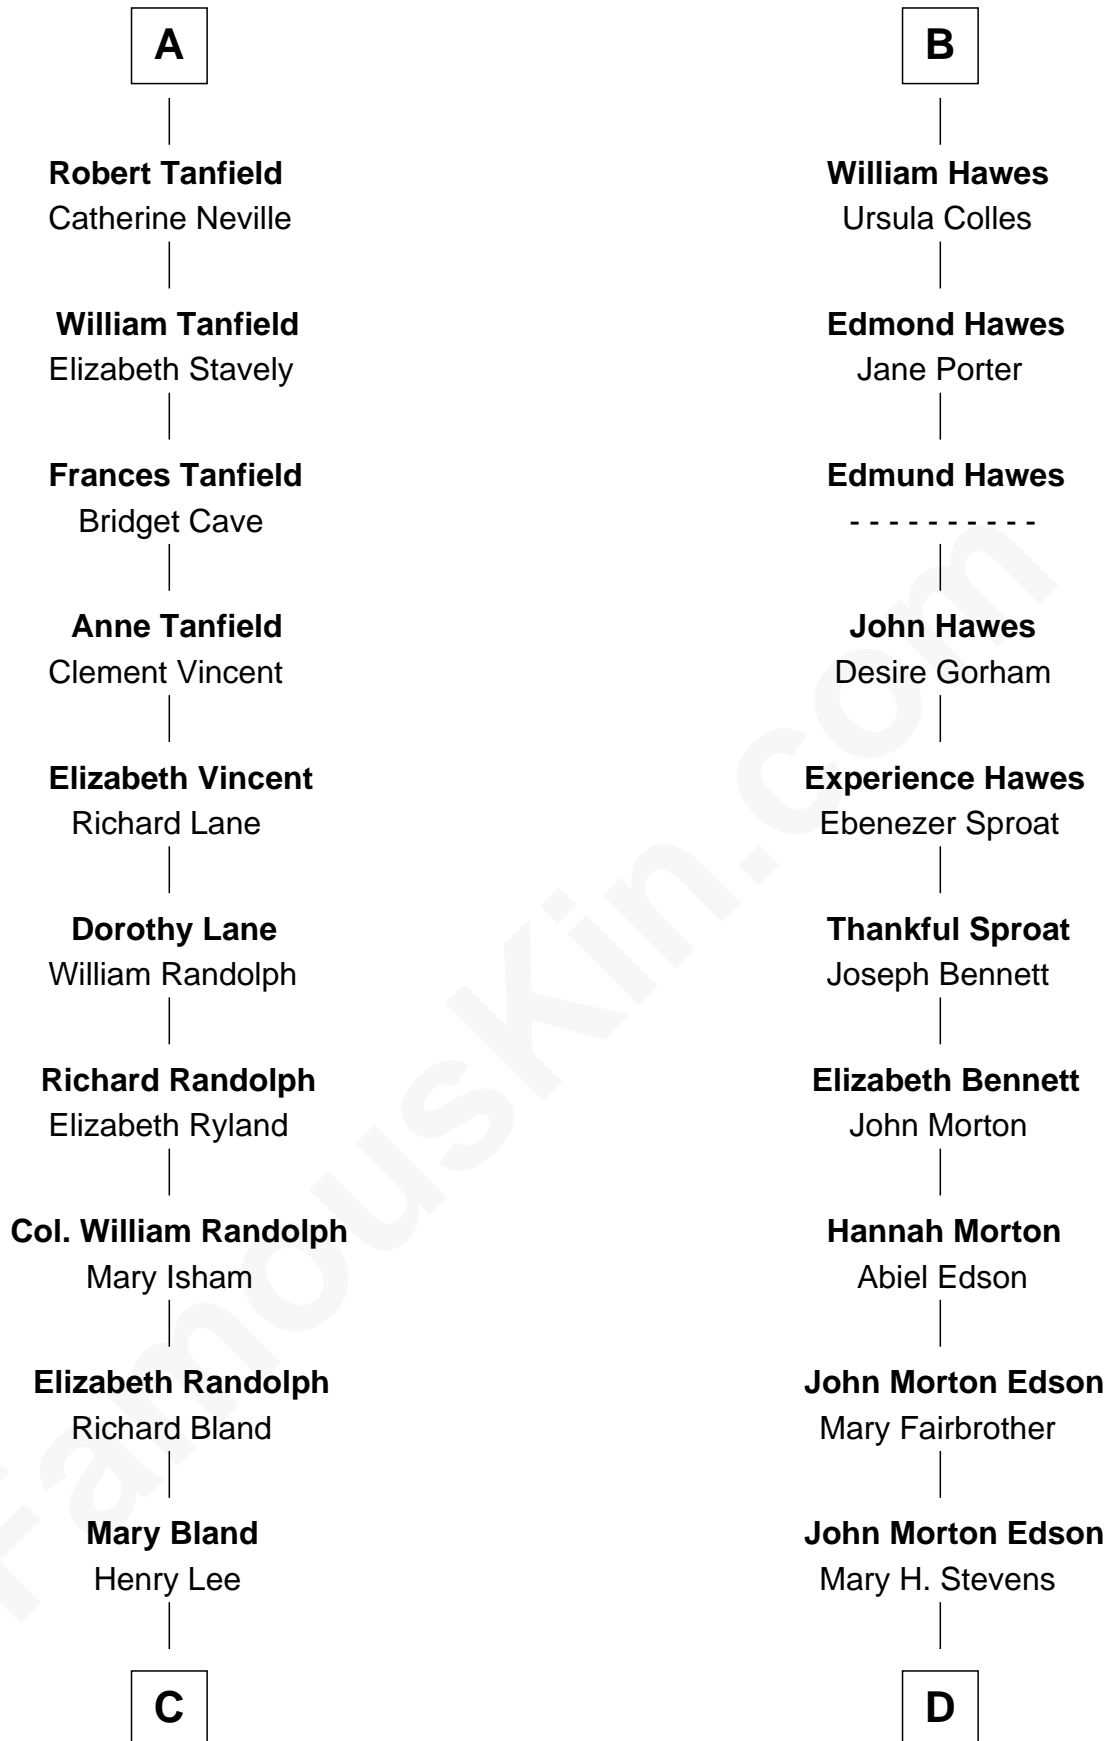 A
Robert Tanfield
Catherine Neville
William Tanfield
Elizabeth Stavely
Frances Tanfield
Bridget Cave
Anne Tanfield
Clement Vincent
Elizabeth Vincent
Richard Lane
Dorothy Lane
William Randolph
Richard Randolph
Elizabeth Ryland
Col. William Randolph
Mary Isham
Elizabeth Randolph
Richard Bland
Mary Bland
Henry Lee
C
B
William Hawes
Ursula Colles
Edmond Hawes
Jane Porter
Edmund Hawes
- - - - - - - - - -
John Hawes
Desire Gorham
Experience Hawes
Ebenezer Sproat
Thankful Sproat
Joseph Bennett
Elizabeth Bennett
John Morton
Hannah Morton
Abiel Edson
John Morton Edson
Mary Fairbrother
John Morton Edson
Mary H. Stevens
D
FamousKin.com